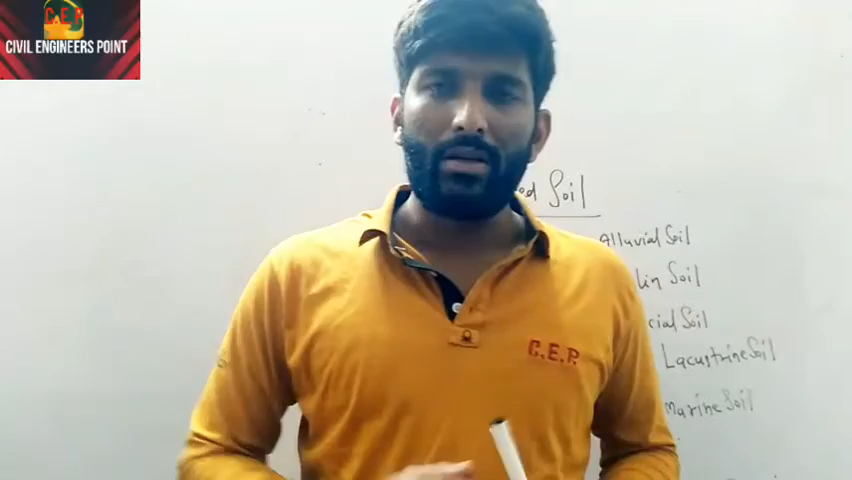 C.E.P
CIVIL ENGINEERS POINT
Soil
Alluvial Soil
Soil
Soil
Lacustrine Soil
Marine Soil
C.E.P.